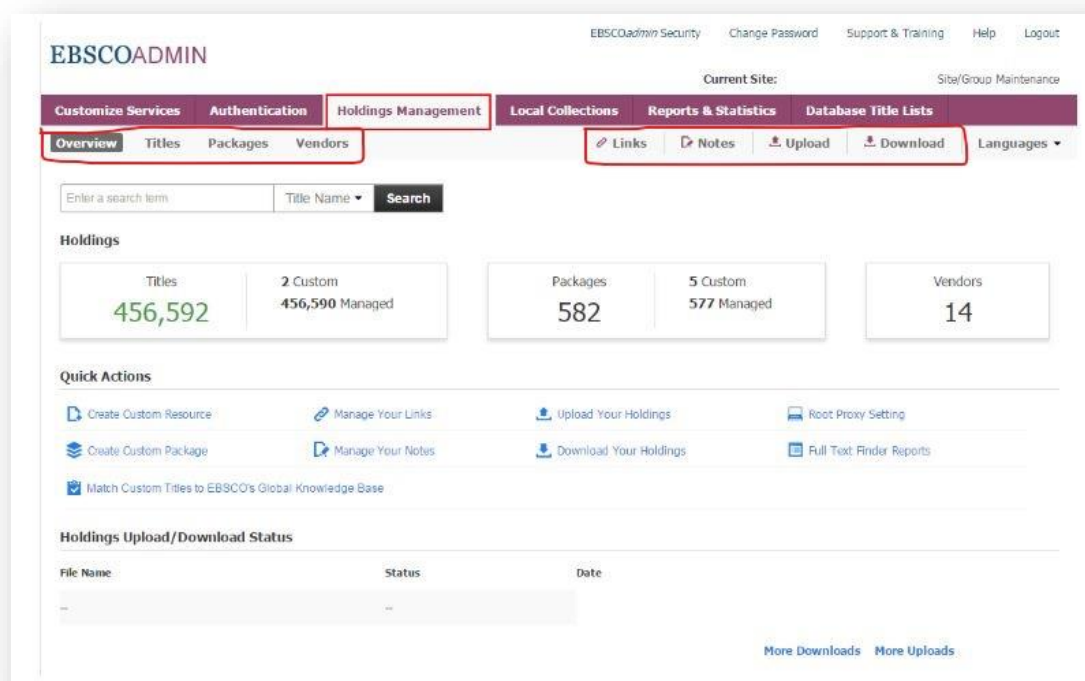 EBSCOadmin Security Change Password Support & Training Help Logout
EBSCOADMIN
Current Site: Site/Group Maintenance
Customize Services Authentication Holdings Management Local Collections Reports & Statistics Database Title Lists
Overview Titles Packages Vendors Links Notes Upload Download Languages
Enter a search term Title Name Search
Holdings
Titles 2 Custom Packages 5 Custom Vendors
456,592 456,590 Managed 582 577 Managed 14
Quick Actions
Create Custom Resource Manage Your Links Upload Your Holdings Root Proxy Setting
Create Custom Package Manage Your Notes Download Your Holdings Full Text Finder Reports
Match Custom Titles to EBSCO's Global Knowledge Base
Holdings Upload/Download Status
File Name Status Date
-- --
More Downloads More Uploads